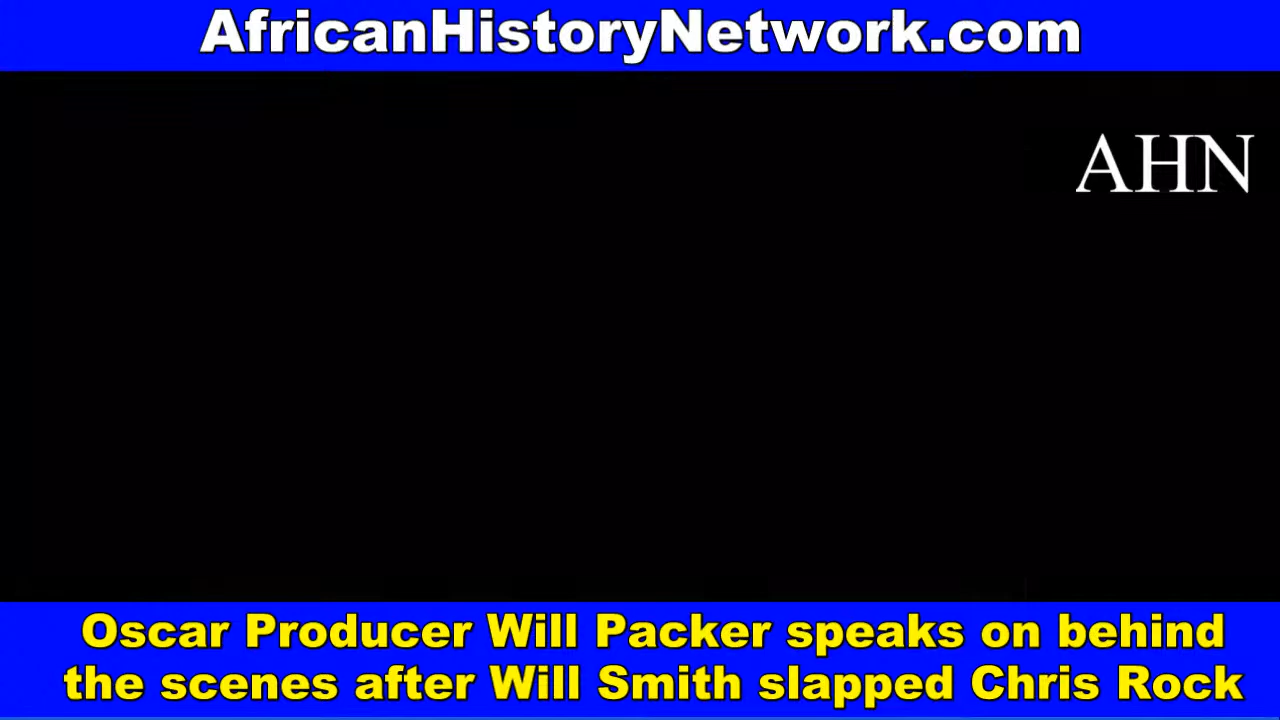 AfricanHistoryNetwork.com
AHN
Oscar Producer Will Packer speaks on behind
the scenes after Will Smith slapped Chris Rock